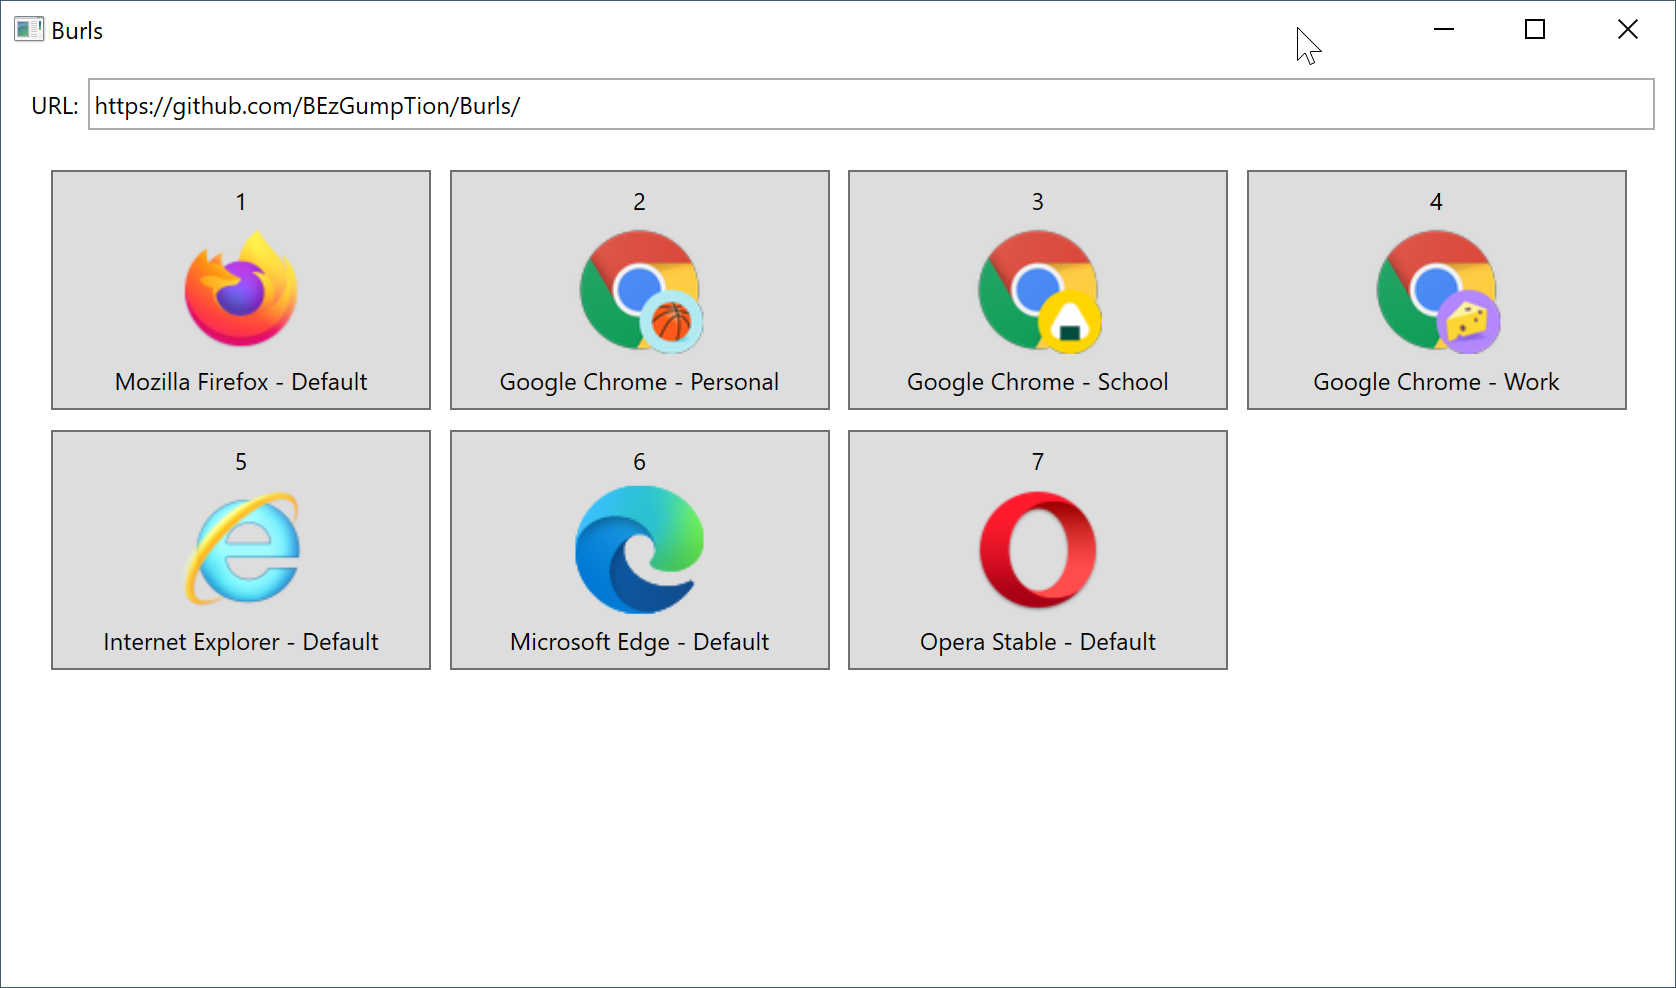 Burls
URL: https://github.com/BEzGumpTion/Burls/
1 2 3 4
Mozilla Firefox - Default Google Chrome - Personal Google Chrome - School Google Chrome - Work
5 6 7
Internet Explorer - Default Microsoft Edge - Default Opera Stable - Default